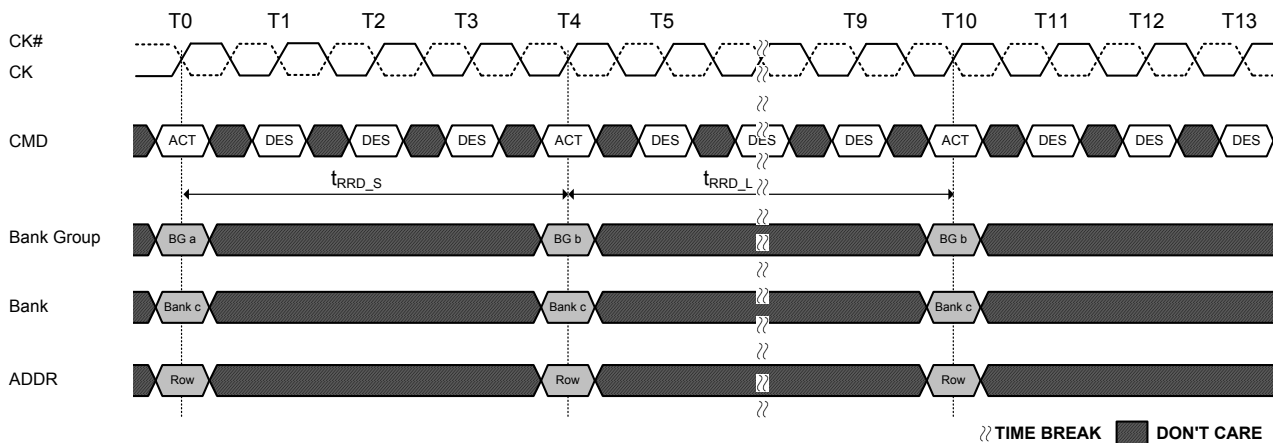 T0 T1 T2 T3 T4 T5 T9 T10 T11 T12 T13
CK#
CK
CMD ACT DES DES DES ACT DES DES DES ACT DES DES DES
tRRD_S tRRD_L
Bank Group BG a BG b BG b
Bank Bank c Bank c Bank c
ADDR Row Row Row
TIME BREAK DON'T CARE